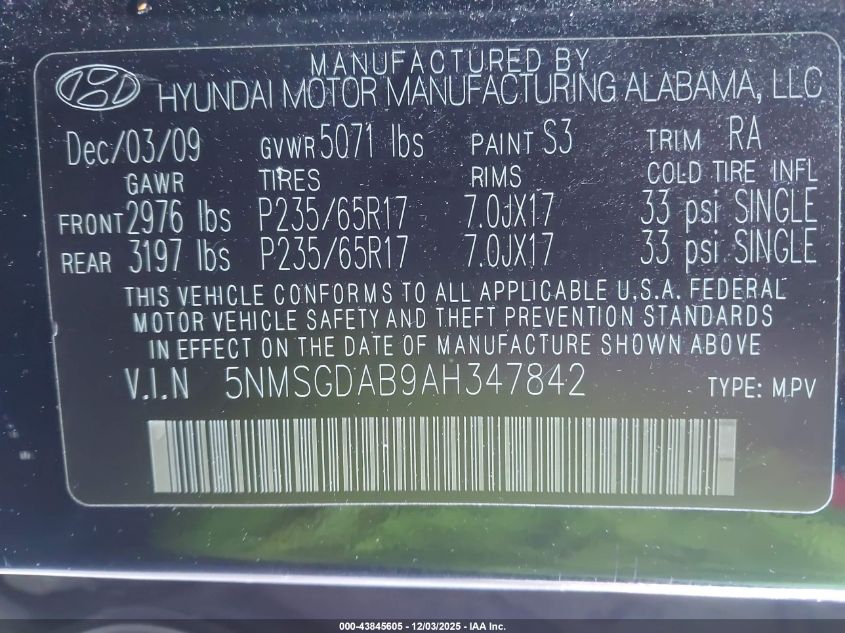 MANUFACTURED BY
HYUNDAI MOTOR MANUFACTURING ALABAMA, LLC
Dec/03/09 GVWR 5071 lbs PAINT S3 TRIM RA
GAWR TIRES RIMS COLD TIRE INFL
FRONT 2976 lbs P235/65R17 7.0JX17 33 psi SINGLE
REAR 3197 lbs P235/65R17 7.0JX17 33 psi SINGLE
THIS VEHICLE CONFORMS TO ALL APPLICABLE U.S.A. FEDERAL
MOTOR VEHICLE SAFETY AND THEFT PREVENTION STANDARDS
IN EFFECT ON THE DATE OF MANUFACTURE SHOWN ABOVE
V.I.N 5NMSGDAB9AH347842 TYPE: MPV
000-43845605 - 12/03/2025 - IAA Inc.